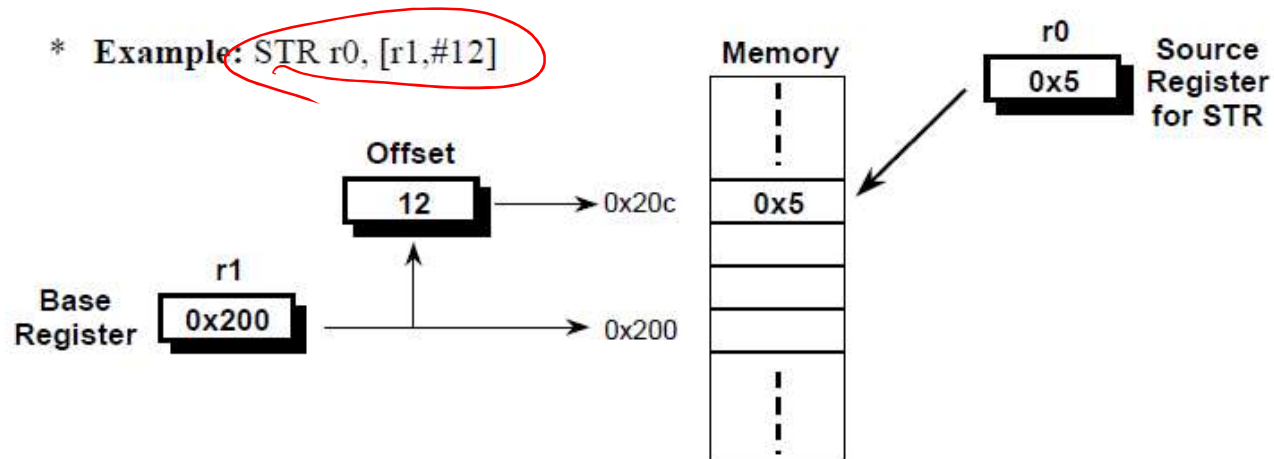 * Example: STR r0, [r1,#12]
Memory
r0
0x5
Source
Register
for STR
Offset
12
0x20c
0x5
r1
Base
Register
0x200
0x200